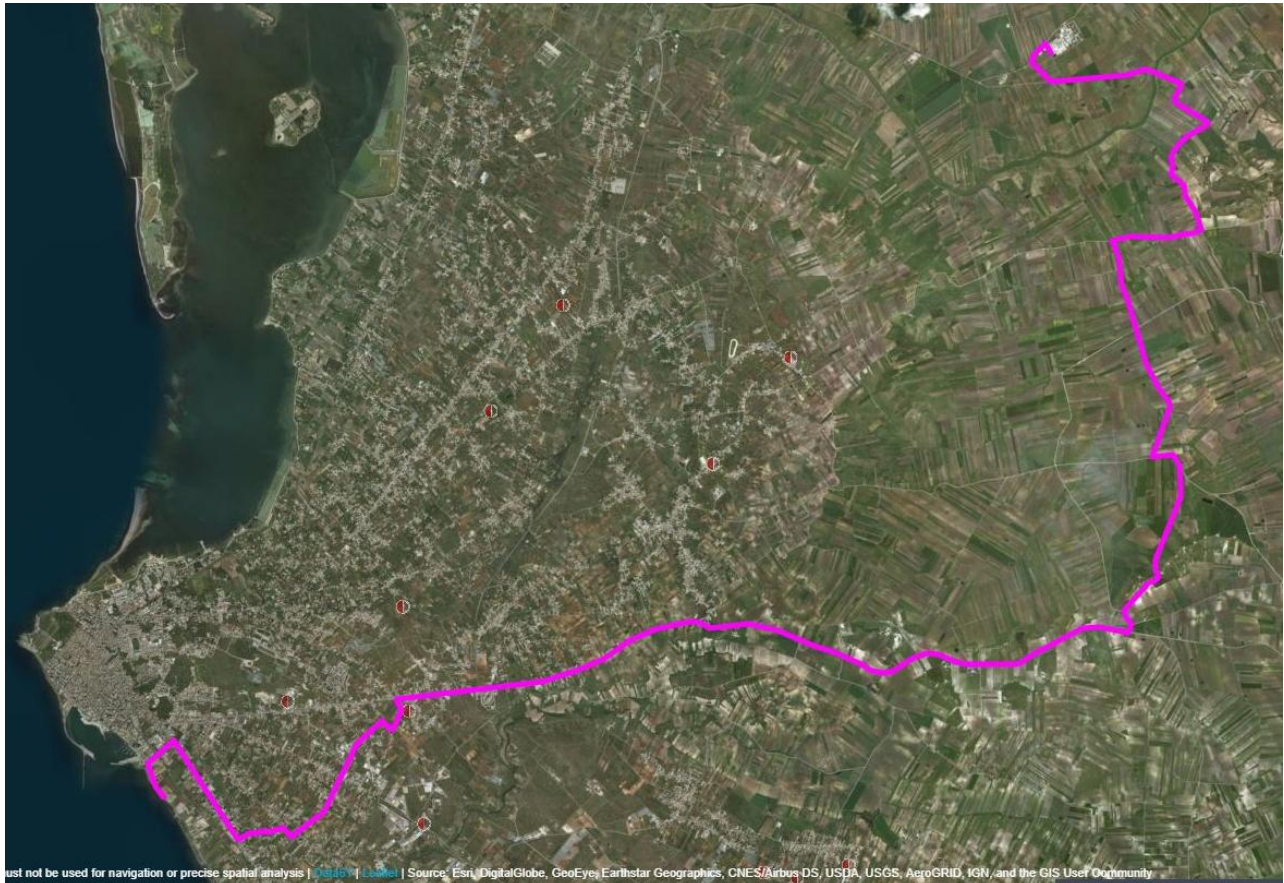 ust not be used for navigation or precise spatial analysis | Data61 | Leaflet | Source: Esri, DigitalGlobe, GeoEye, Earthstar Geographics, CNES/Airbus DS, USDA, USGS, AeroGRID, IGN, and the GIS User Community